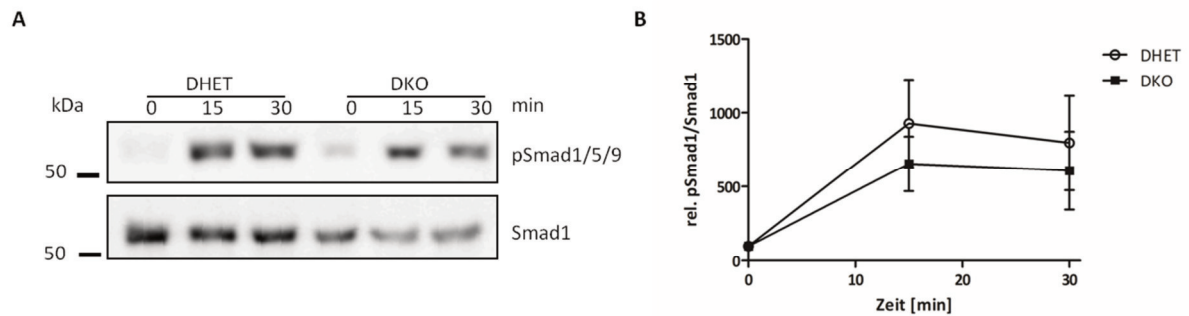 A
DHET DKO
kDa 0 15 30 0 15 30 min
pSmad1/5/9
50
Smad1
50
B
1500
1000
500
0
rel. pSmad1/Smad1
0 10 20 30
Zeit [min]
DHET
DKO